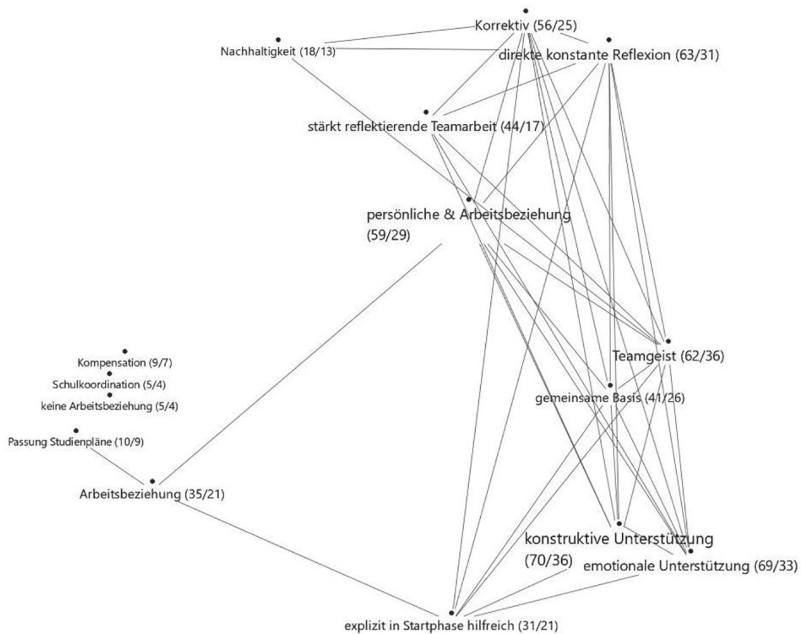 Korrektiv (56/25)
Nachhaltigkeit (18/13)
direkte konstante Reflexion (63/31)
stärkt reflektierende Teamarbeit (44/17)
persönliche & Arbeitsbeziehung
(59/29)
Teamgeist (62/36)
Kompensation (9/7)
Schulkoordination (5/4)
gemeinsame Basis (41/26)
keine Arbeitsbeziehung (5/4)
Passung Studienpläne (10/9)
Arbeitsbeziehung (35/21)
konstruktive Unterstützung
(70/36)
emotionale Unterstützung (69/33)
explizit in Startphase hilfreich (31/21)